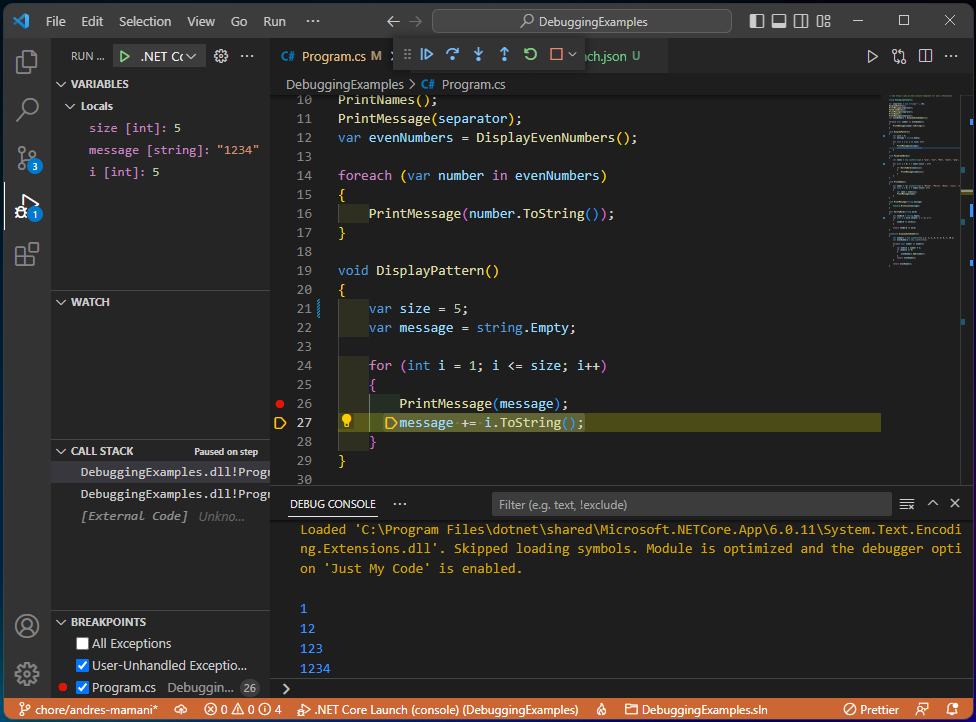 File Edit Selection View Go Run ··· DebuggingExamples
RUN ... .NET Cc ···
C# Program.cs M ch.json U
DebuggingExamples > C# Program.cs
VARIABLES
Locals
size [int]: 5
message [string]: "1234"
i [int]: 5
WATCH
CALL STACK Paused on step
DebuggingExamples.dll!Progr
DebuggingExamples.dll!Progr
[External Code] Unkno...
BREAKPOINTS
All Exceptions
User-Unhandled Exceptio...
Program.cs Debuggin... 26
3
1
10 PrintNames();
11 PrintMessage(separator);
12 var evenNumbers = DisplayEvenNumbers();
13
14 foreach (var number in evenNumbers)
15 {
16 PrintMessage(number.ToString());
17 }
18
19 void DisplayPattern()
20 {
21 var size = 5;
22 var message = string.Empty;
23
24 for (int i = 1; i <= size; i++)
25 {
26 PrintMessage(message);
27 message += i.ToString();
28 }
29 }
30
DEBUG CONSOLE ··· Filter (e.g. text, !exclude)
Loaded 'C:\Program Files\dotnet\shared\Microsoft.NETCore.App\6.0.11\System.Text.Encodi
ng.Extensions.dll'. Skipped loading symbols. Module is optimized and the debugger opti
on 'Just My Code' is enabled.
1
12
123
1234
>
chore/andres-mamani* 0 0 4 .NET Core Launch (console) (DebuggingExamples) DebuggingExamples.sln Prettier